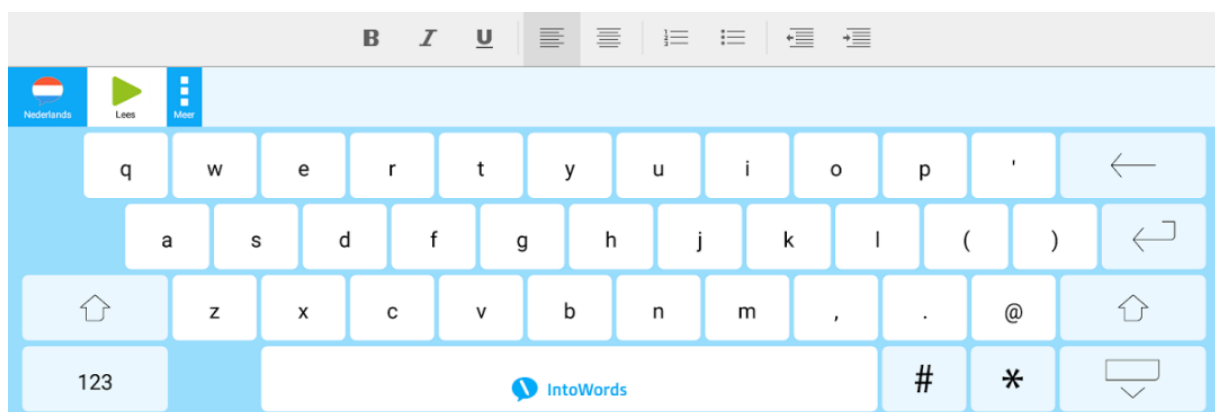 B I U
Nederlands Lees Meer
q w e r t y u i o p '
a s d f g h j k l ( )
z x c v b n m , . @
123 IntoWords # *